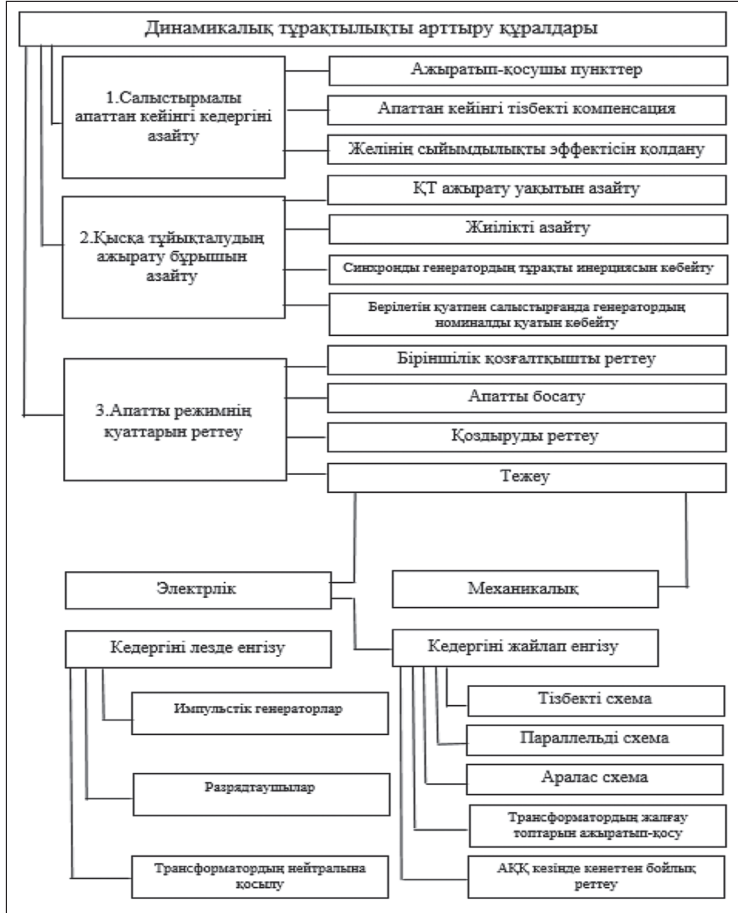 Динамикалық тұрақтылықты арттыру құралдары
1.Салыстырмалы
апаттан кейінгі кедергіні
азайту
Ажыратып-қосушы пункттер
Апаттан кейінгі тізбекті компенсация
Желінің сыйымдылықты эффектісін қолдану
2.Қысқа тұйықталудың
ажырату бұрышын
азайту
ҚТ ажырату уақытын азайту
Жиілікті азайту
Синхронды генератордың тұрақты инерциясын көбейту
Берілетін қуатпен салыстырғанда генератордың
номиналды қуатын көбейту
3.Апатты режимнің
қуаттарын реттеу
Біріншілік қозғалтқышты реттеу
Апатты босату
Қоздыруды реттеу
Тежеу
Электрлік
Механикалық
Кедергіні лезде енгізу
Кедергіні жайлап енгізу
Импульстік генераторлар
Разрядтаушылар
Трансформатордың нейтралына
қосылу
Тізбекті схема
Параллельді схема
Аралас схема
Трансформатордың жалғау
топтарын ажыратып-қосу
АҚҚ кезінде кенеттен бойлық
реттеу